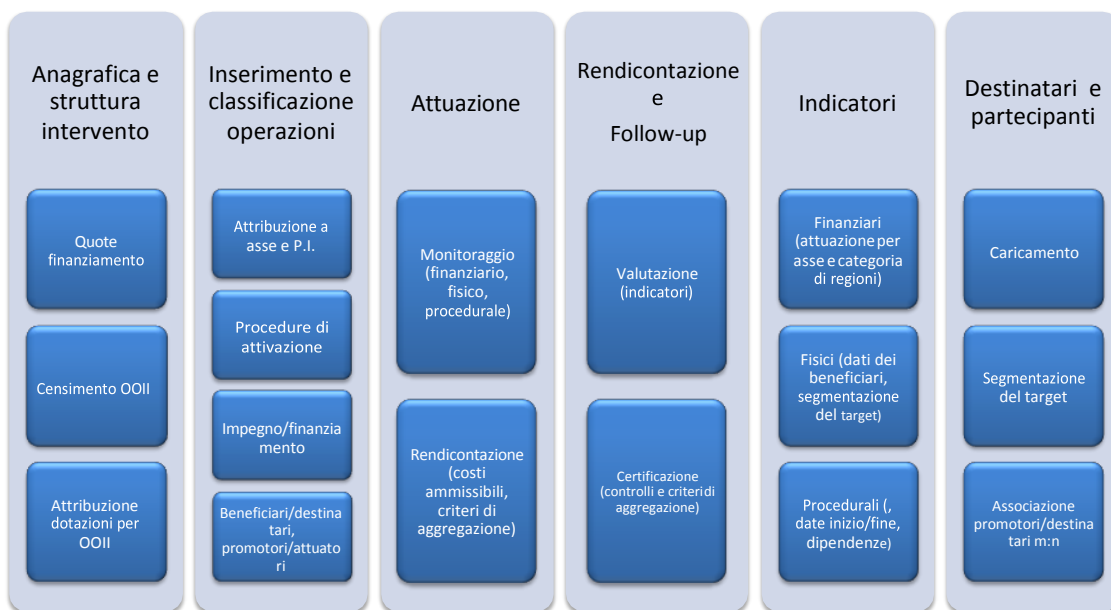 Anagrafica e
struttura
intervento
Quote
finanziamento
Censimento OOII
Attribuzione
dotazioni per
OOII
Inserimento e
classificazione
operazioni
Attribuzione a
asse e P.I.
Procedure di
attivazione
Impegno/finanzia
mento
Beneficiari/destina
tari,
promotori/attuato
ri
Attuazione
Monitoraggio
(finanziario,
fisico,
procedurale)
Rendicontazione
(costi
ammissibili,
criteri di
aggregazione)
Rendicontazione
e
Follow-up
Valutazione
(indicatori)
Certificazione
(controlli e criteri di
aggregazione)
Indicatori
Finanziari
(attuazione per
asse e categoria
di regioni)
Fisici (dati dei
beneficiari,
segmentazione
del target)
Procedurali (,
date inizio/fine,
dipendenze)
Destinatari e
partecipanti
Caricamento
Segmentazione
del target
Associazione
promotori/destina
tari m:n